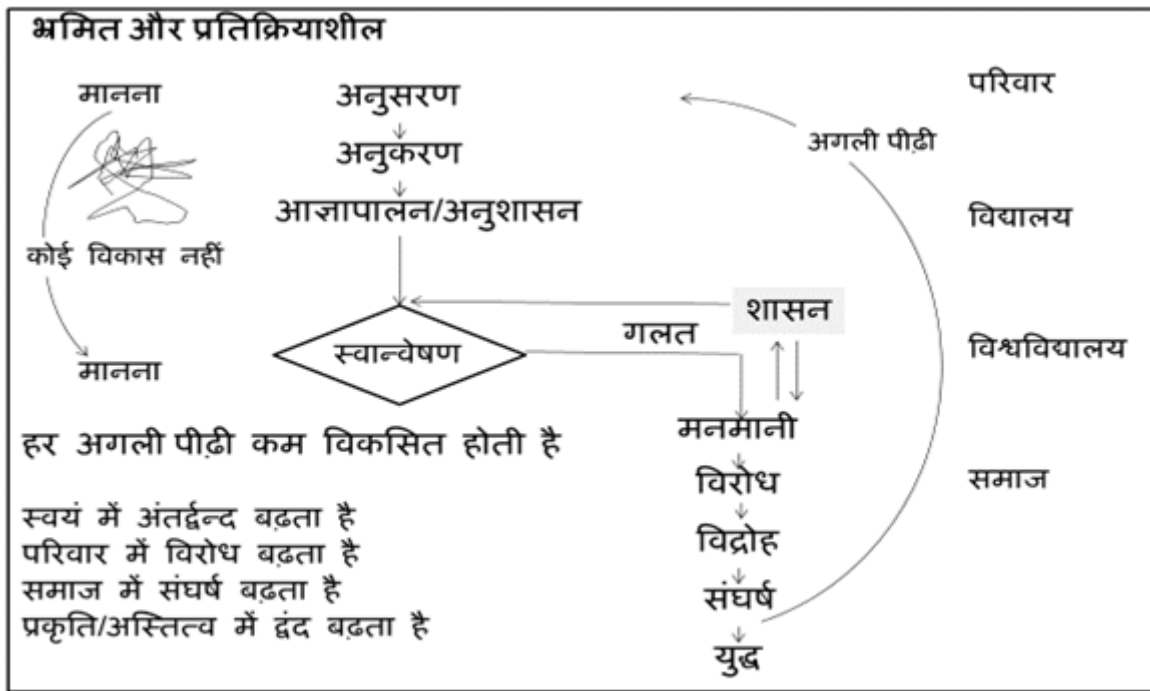 भ्रमित और प्रतिक्रियाशील
मानना
कोई विकास नहीं
मानना
अनुसरण
अनुकरण
आज्ञापालन/अनुशासन
स्वान्वेषण
गलत
शासन
मनमानी
विरोध
विद्रोह
संघर्ष
युद्ध
अगली पीढ़ी
परिवार
विद्यालय
विश्वविद्यालय
समाज
हर अगली पीढ़ी कम विकसित होती है
स्वयं में अंतर्द्वन्द बढ़ता है
परिवार में विरोध बढ़ता है
समाज में संघर्ष बढ़ता है
प्रकृति/अस्तित्व में द्वंद बढ़ता है